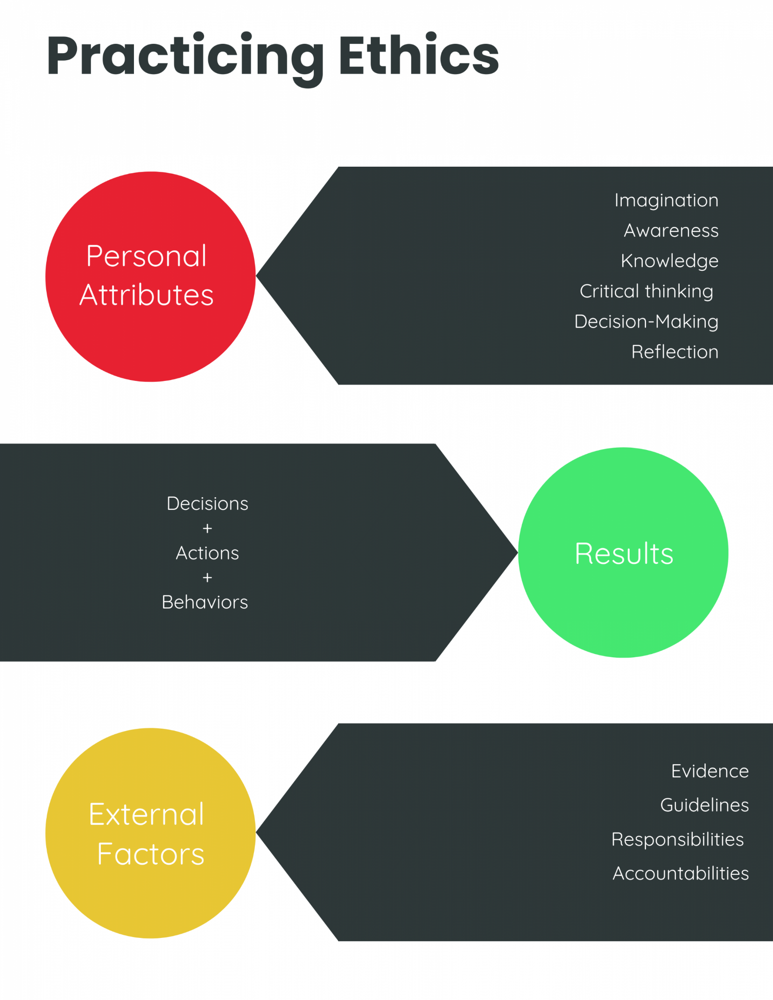 Practicing Ethics
Personal
Attributes
Imagination
Awareness
Knowledge
Critical thinking
Decision-Making
Reflection
Decisions
+
Actions
+
Behaviors
Results
External
Factors
Evidence
Guidelines
Responsibilities
Accountabilities